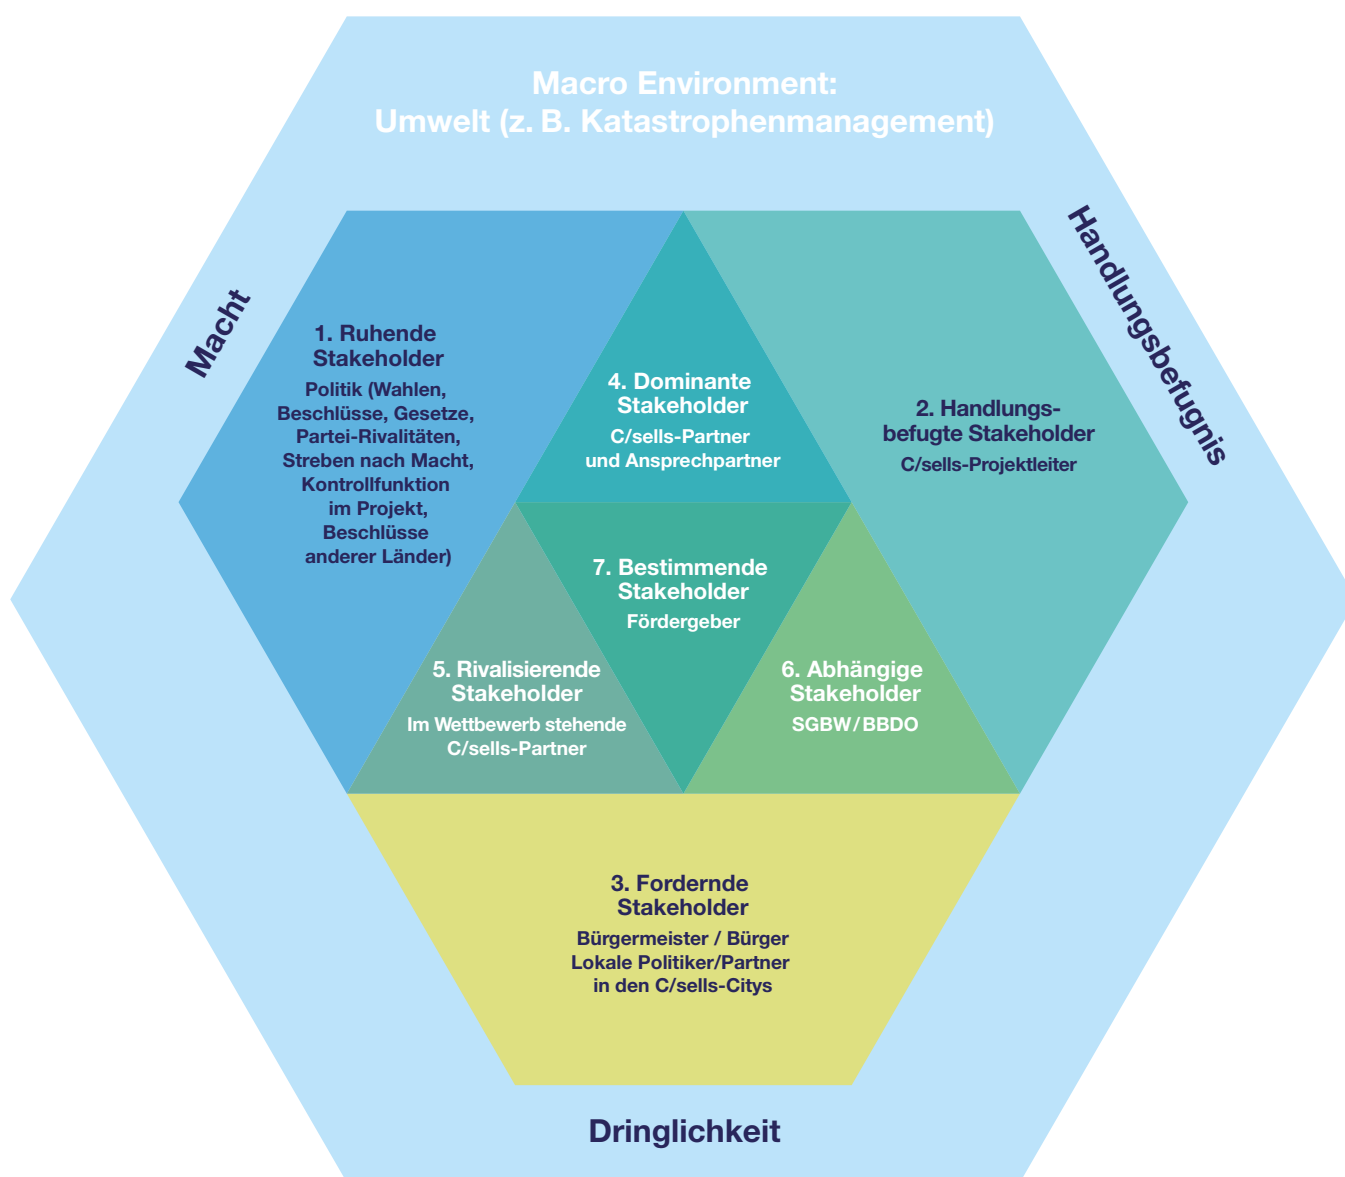 Macro Environment:
Umwelt (z. B. Katastrophenmanagement)
Macht
Handlungsbefugnis
1. Ruhende
Stakeholder
Politik (Wahlen,
Beschlüsse, Gesetze,
Partei-Rivalitäten,
Streben nach Macht,
Kontrollfunktion
im Projekt,
Beschlüsse
anderer Länder)
4. Dominante
Stakeholder
C/sells-Partner
und Ansprechpartner
2. Handlungs-
befugte Stakeholder
C/sells-Projektleiter
7. Bestimmende
Stakeholder
Fördergeber
5. Rivalisierende
Stakeholder
Im Wettbewerb stehende
C/sells-Partner
6. Abhängige
Stakeholder
SGBW/BBDO
3. Fordernde
Stakeholder
Bürgermeister / Bürger
Lokale Politiker/Partner
in den C/sells-Citys
Dringlichkeit